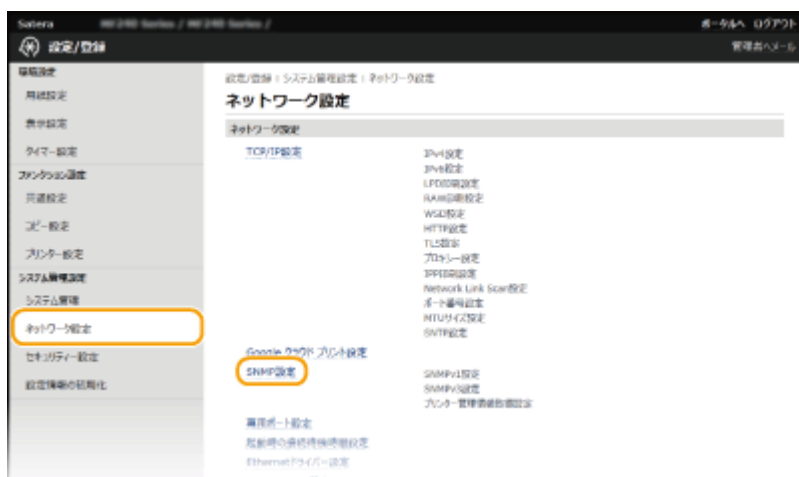 Satera MF240 Series / MF240 Series / ポータルへ ログアウト
設定/登録 管理者へメール
環境設定
用紙設定
表示設定
タイマー設定
ファンクション設定
共通設定
コピー設定
プリンター設定
システム管理設定
システム管理
ネットワーク設定
セキュリティー設定
設定情報の初期化
設定/登録 : システム管理設定 : ネットワーク設定
ネットワーク設定
ネットワーク設定
TCP/IP設定
IPv4設定
IPv6設定
LPD印刷設定
RAW印刷設定
WSD設定
HTTP設定
TLS設定
プロキシー設定
IPP印刷設定
Network Link Scan設定
ポート番号設定
MTUサイズ設定
SNTP設定
Google クラウド プリント設定
SNMP設定
SNMPv1設定
SNMPv3設定
プリンター管理情報取得設定
専用ポート設定
起動時の接続待機時間設定
Ethernetドライバー設定